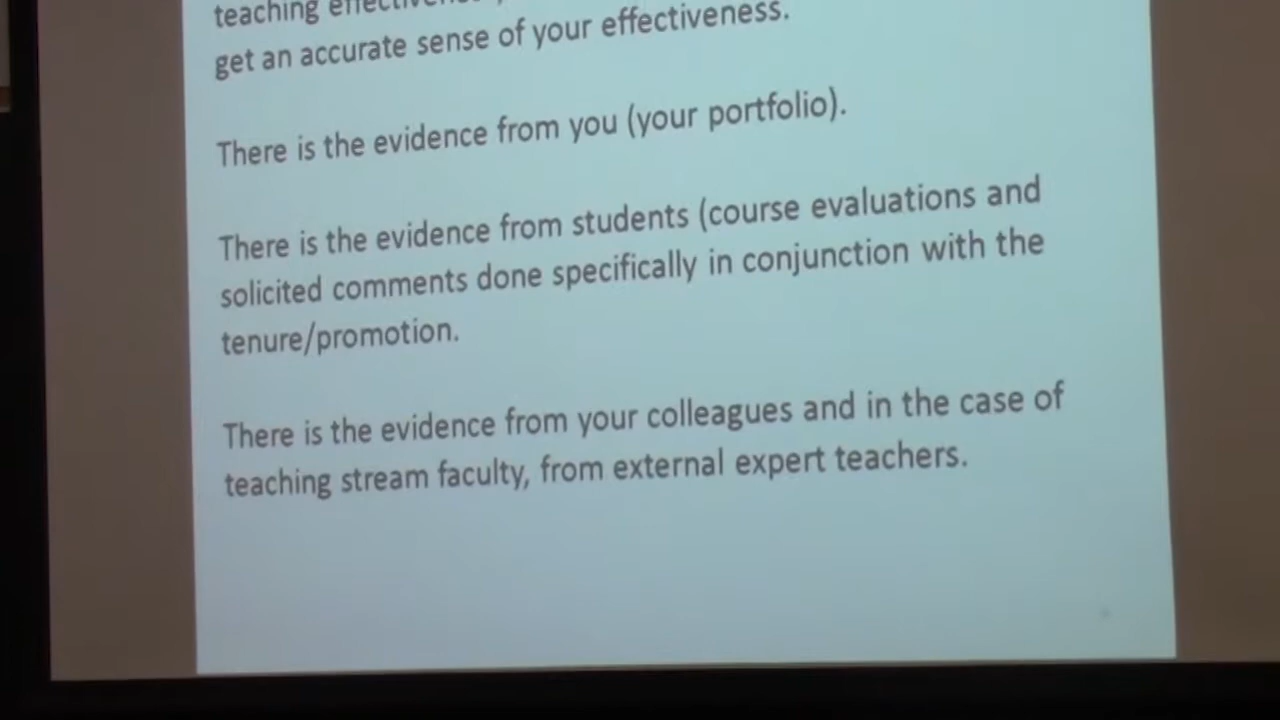 teaching
get an accurate sense of your effectiveness.
There is the evidence from you (your portfolio).
There is the evidence from students (course evaluations and
solicited comments done specifically in conjunction with the
tenure/promotion.
There is the evidence from your colleagues and in the case of
teaching stream faculty, from external expert teachers.